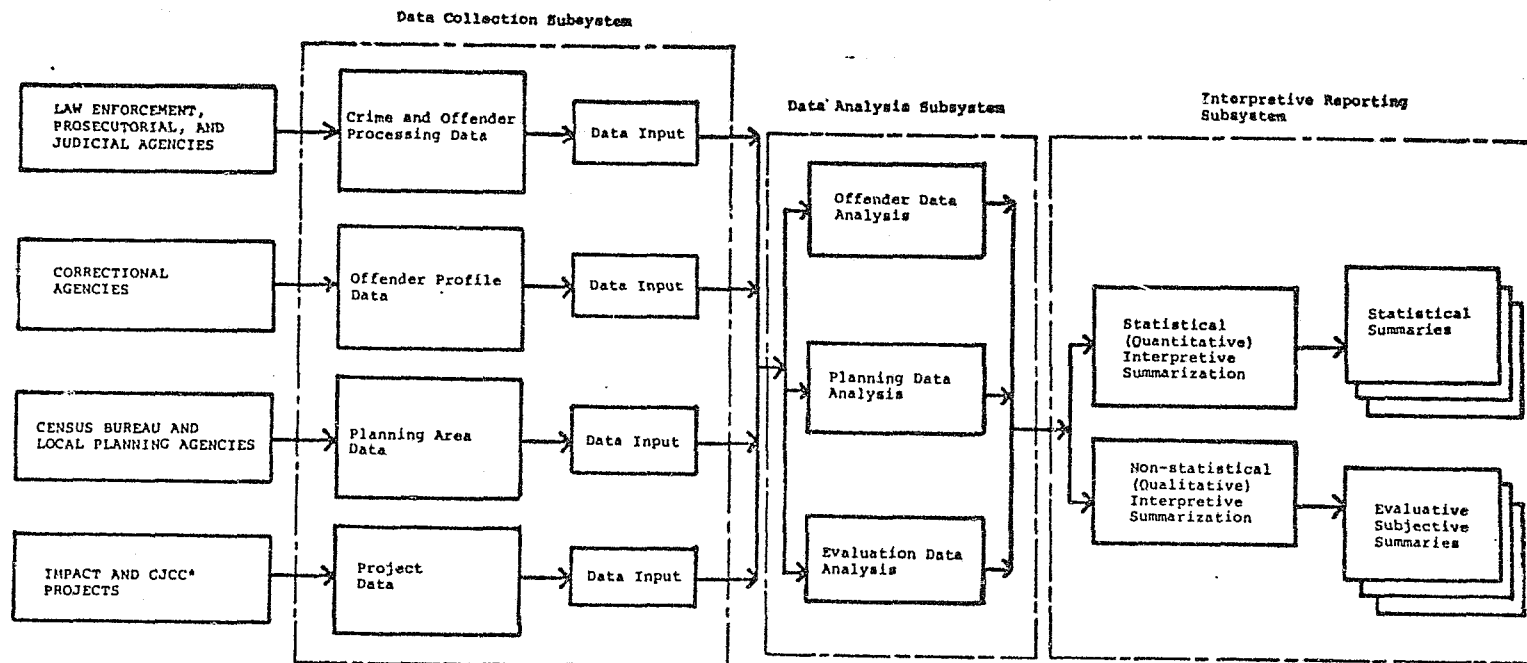 Data Collection Subsystem
LAW ENFORCEMENT,
PROSECUTORIAL, AND
JUDICIAL AGENCIES
Crime and Offender
Processing Data
Data Input
CORRECTIONAL
AGENCIES
Offender Profile
Data
Data Input
CENSUS BUREAU AND
LOCAL PLANNING AGENCIES
Planning Area
Data
Data Input
IMPACT AND CJCC*
PROJECTS
Project
Data
Data Input
Data Analysis Subsystem
Offender Data
Analysis
Planning Data
Analysis
Evaluation Data
Analysis
Interpretive Reporting
Subsystem
Statistical
(Quantitative)
Interpretive
Summarization
Statistical
Summaries
Non-statistical
(Qualitative)
Interpretive
Summarization
Evaluative
Subjective
Summaries